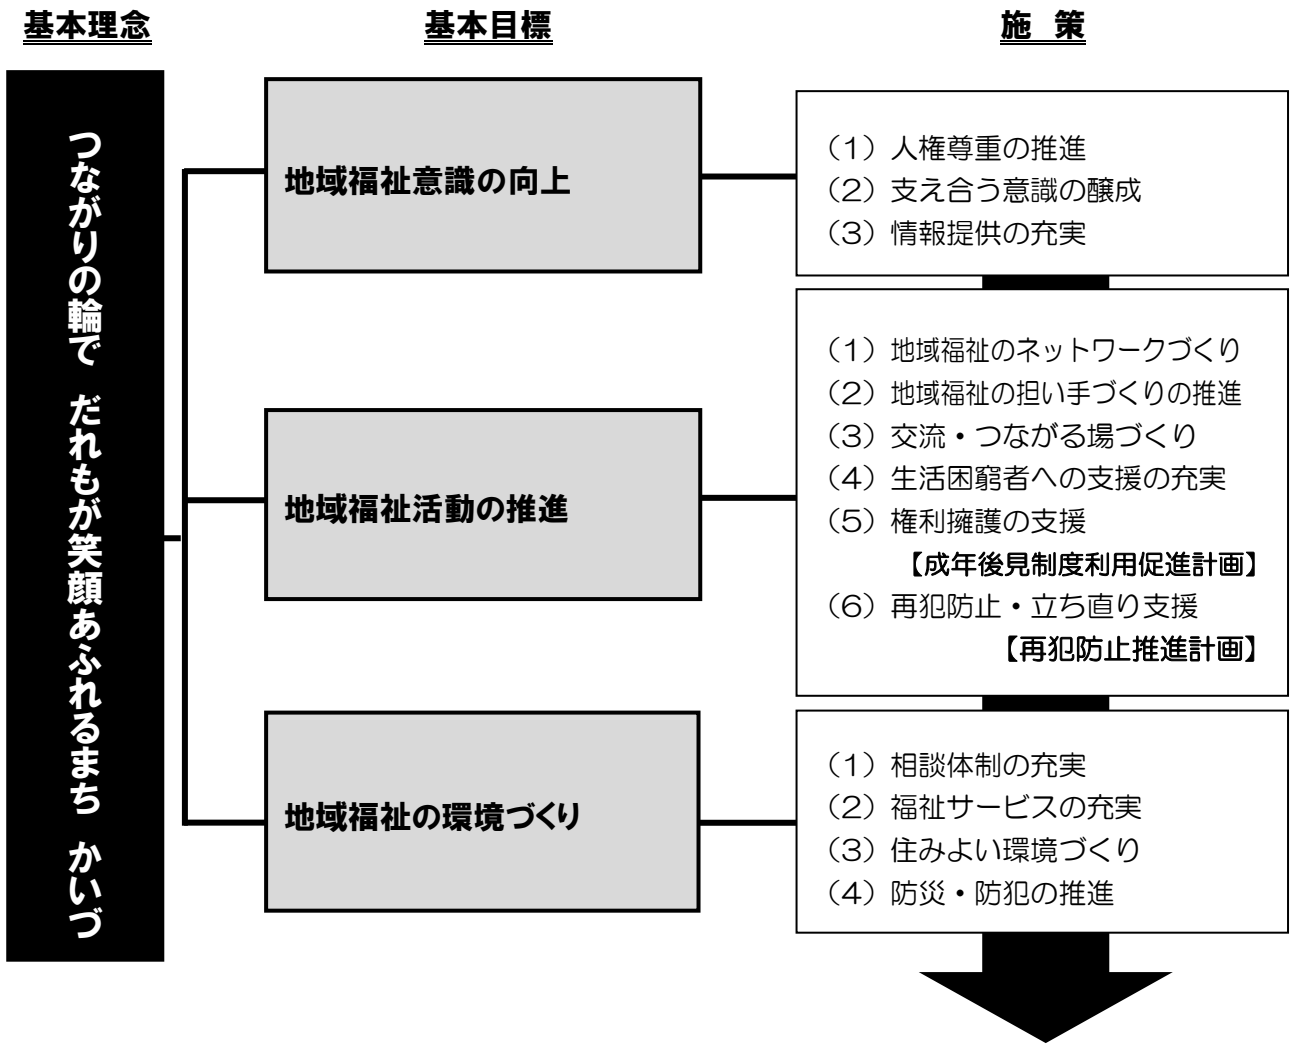 基本理念
基本目標
施 策
つながりの輪で だれもが笑顔あふれるまち かいづ
地域福祉意識の向上
(1)人権尊重の推進
(2)支え合う意識の醸成
(3)情報提供の充実
地域福祉活動の推進
(1)地域福祉のネットワークづくり
(2)地域福祉の担い手づくりの推進
(3)交流・つながる場づくり
(4)生活困窮者への支援の充実
(5)権利擁護の支援
【成年後見制度利用促進計画】
(6)再犯防止・立ち直り支援
【再犯防止推進計画】
地域福祉の環境づくり
(1)相談体制の充実
(2)福祉サービスの充実
(3)住みよい環境づくり
(4)防災・防犯の推進